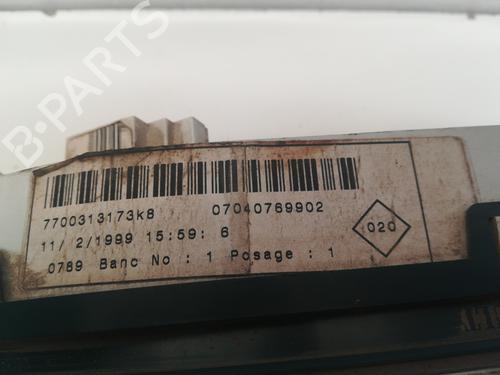 B-PARTS
7700313173k8 07040769902
11/ 2/1999 15:59: 6
020
0789 Banc No : 1 Posage : 1